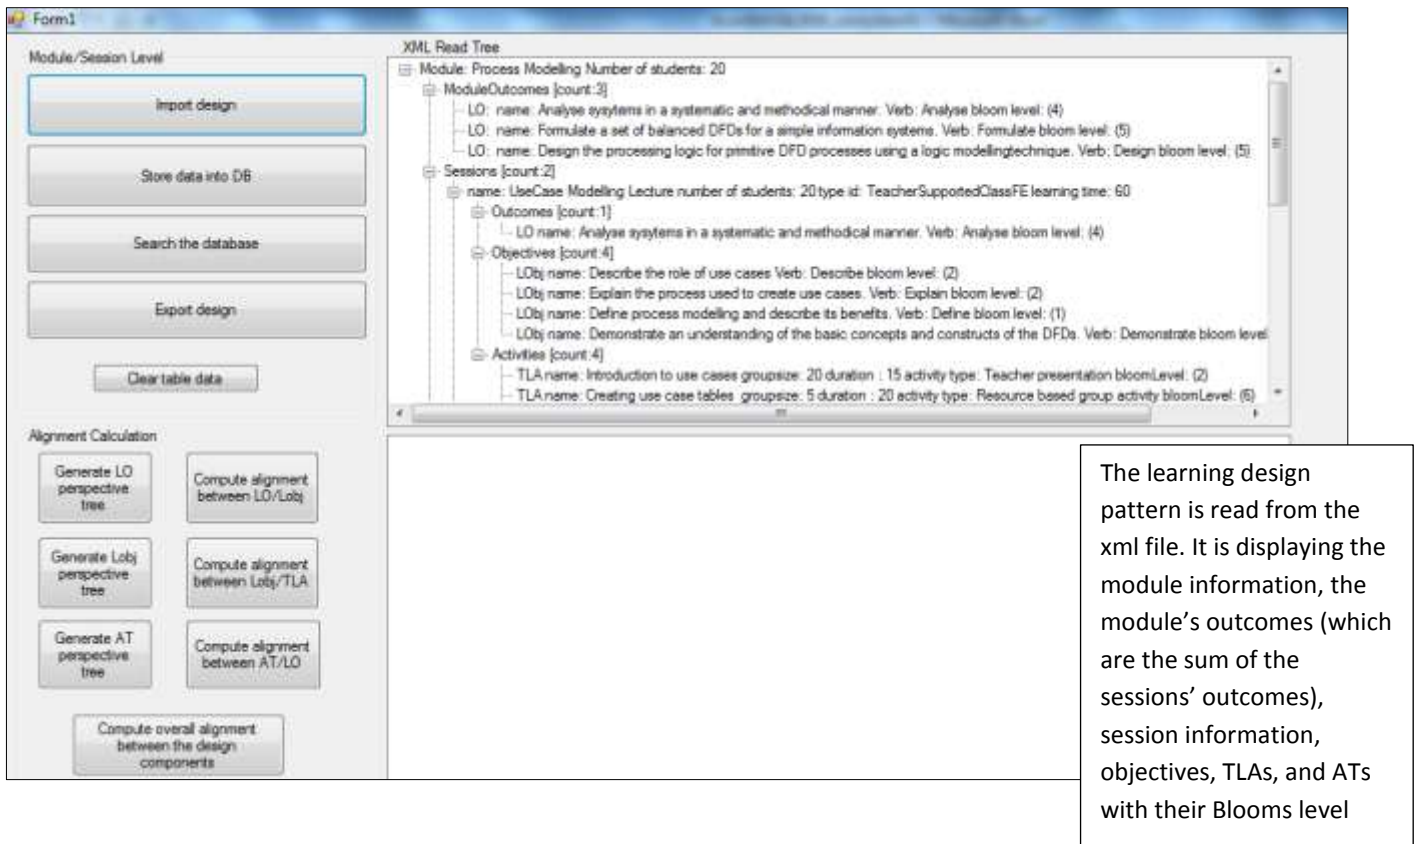 Form1
Module/Session Level
Import design
Store data into DB
Search the database
Export design
Clear table data
Alignment Calculation
Generate LO
perspective
tree
Compute alignment
between LO/Lobj
Generate Lobj
perspective
tree
Compute alignment
between Lobj/TLA
Generate AT
perspective
tree
Compute alignment
between AT/LO
Compute overall alignment
between the design
components
XML Read Tree
Module: Process Modelling Number of students: 20
ModuleOutcomes [count:3]
LO: name: Analyse sysytems in a systematic and methodical manner. Verb: Analyse bloom level: (4)
LO: name: Formulate a set of balanced DFDs for a simple information systems. Verb: Formulate bloom level: (5)
LO: name: Design the processing logic for primitive DFD processes using a logic modellingtechnique. Verb: Design bloom level: (5)
Sessions [count:2]
name: UseCase Modelling Lecture number of students: 20 type id: TeacherSupportedClassFE learning time: 60
Outcomes [count:1]
LO name: Analyse sysytems in a systematic and methodical manner. Verb: Analyse bloom level: (4)
Objectives [count:4]
LObj name: Describe the role of use cases Verb: Describe bloom level: (2)
LObj name: Explain the process used to create use cases. Verb: Explain bloom level: (2)
LObj name: Define process modelling and describe its benefits. Verb: Define bloom level: (1)
LObj name: Demonstrate an understanding of the basic concepts and constructs of the DFDs. Verb: Demonstrate bloom level
Activities [count:4]
TLA name: Introduction to use cases groupsize: 20 duration : 15 activity type: Teacher presentation bloomLevel: (2)
TLA name: Creating use case tables groupsize: 5 duration : 20 activity type: Resource based group activity bloomLevel: (6)
The learning design
pattern is read from the
xml file. It is displaying the
module information, the
module’s outcomes (which
are the sum of the
sessions’ outcomes),
session information,
objectives, TLAs, and ATs
with their Blooms level